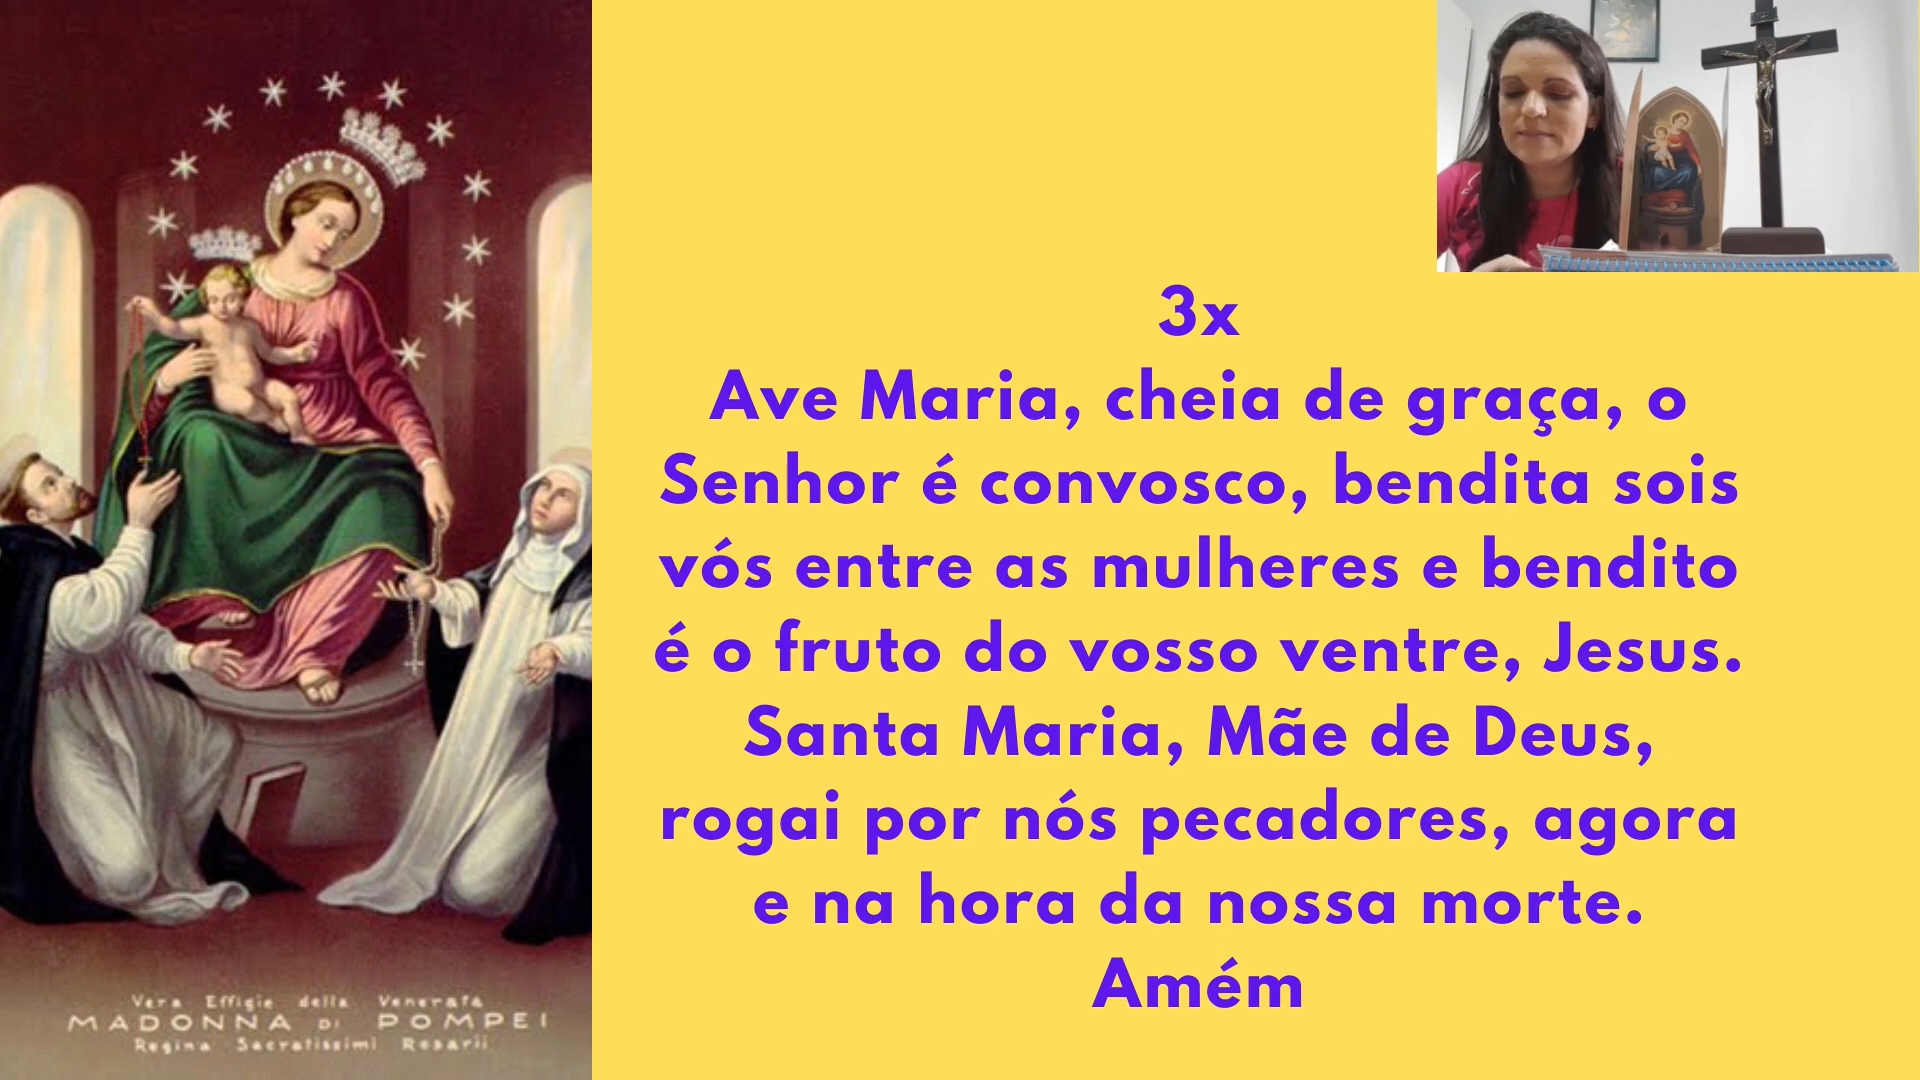 3x
Ave Maria, cheia de graça, o
Senhor é convosco, bendita sois
vós entre as mulheres e bendito
é o fruto do vosso ventre, Jesus.
Santa Maria, Mãe de Deus,
rogai por nós pecadores, agora
e na hora da nossa morte.
Amém
Vera Effigie della Venerata
MADONNA DI POMPEI
Regina Sacratissimi Rosarii